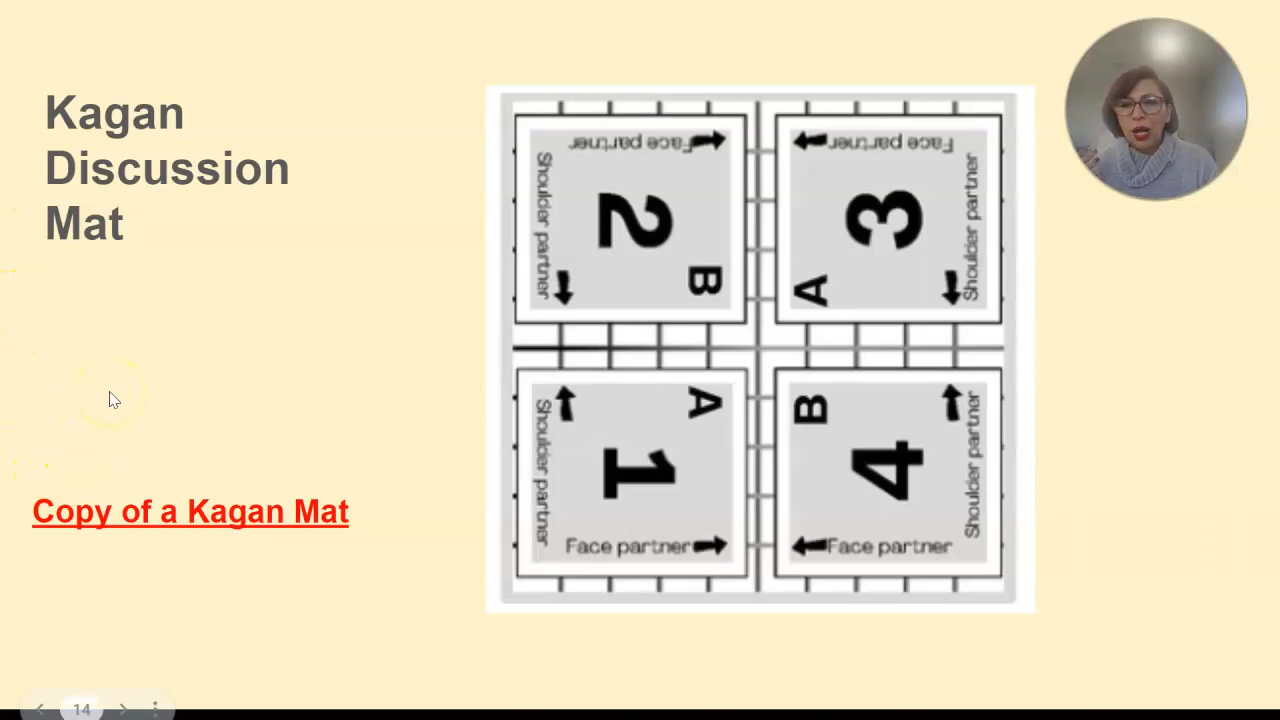 Kagan
Discussion
Mat
Copy of a Kagan Mat
Face partner
Shoulder partner
2
B
Face partner
Shoulder partner
3
A
Shoulder partner
A
1
Face partner
B
4
Shoulder partner
Face partner
14